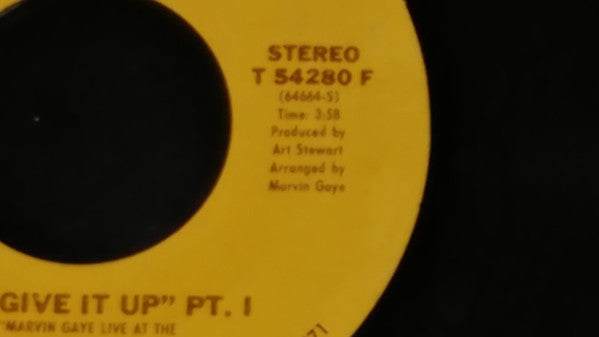 STEREO
T 54280 F
(64664-S)
Time: 3:58
Produced by
Art Stewart
Arranged by
Marvin Gaye
GIVE IT UP" PT. I
"MARVIN GAYE LIVE AT THE
71